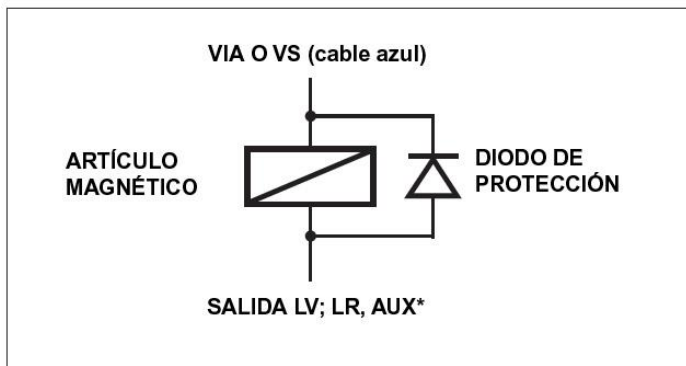 VIA O VS (cable azul)
ARTÍCULO
MAGNÉTICO
DIODO DE
PROTECCIÓN
SALIDA LV; LR, AUX*